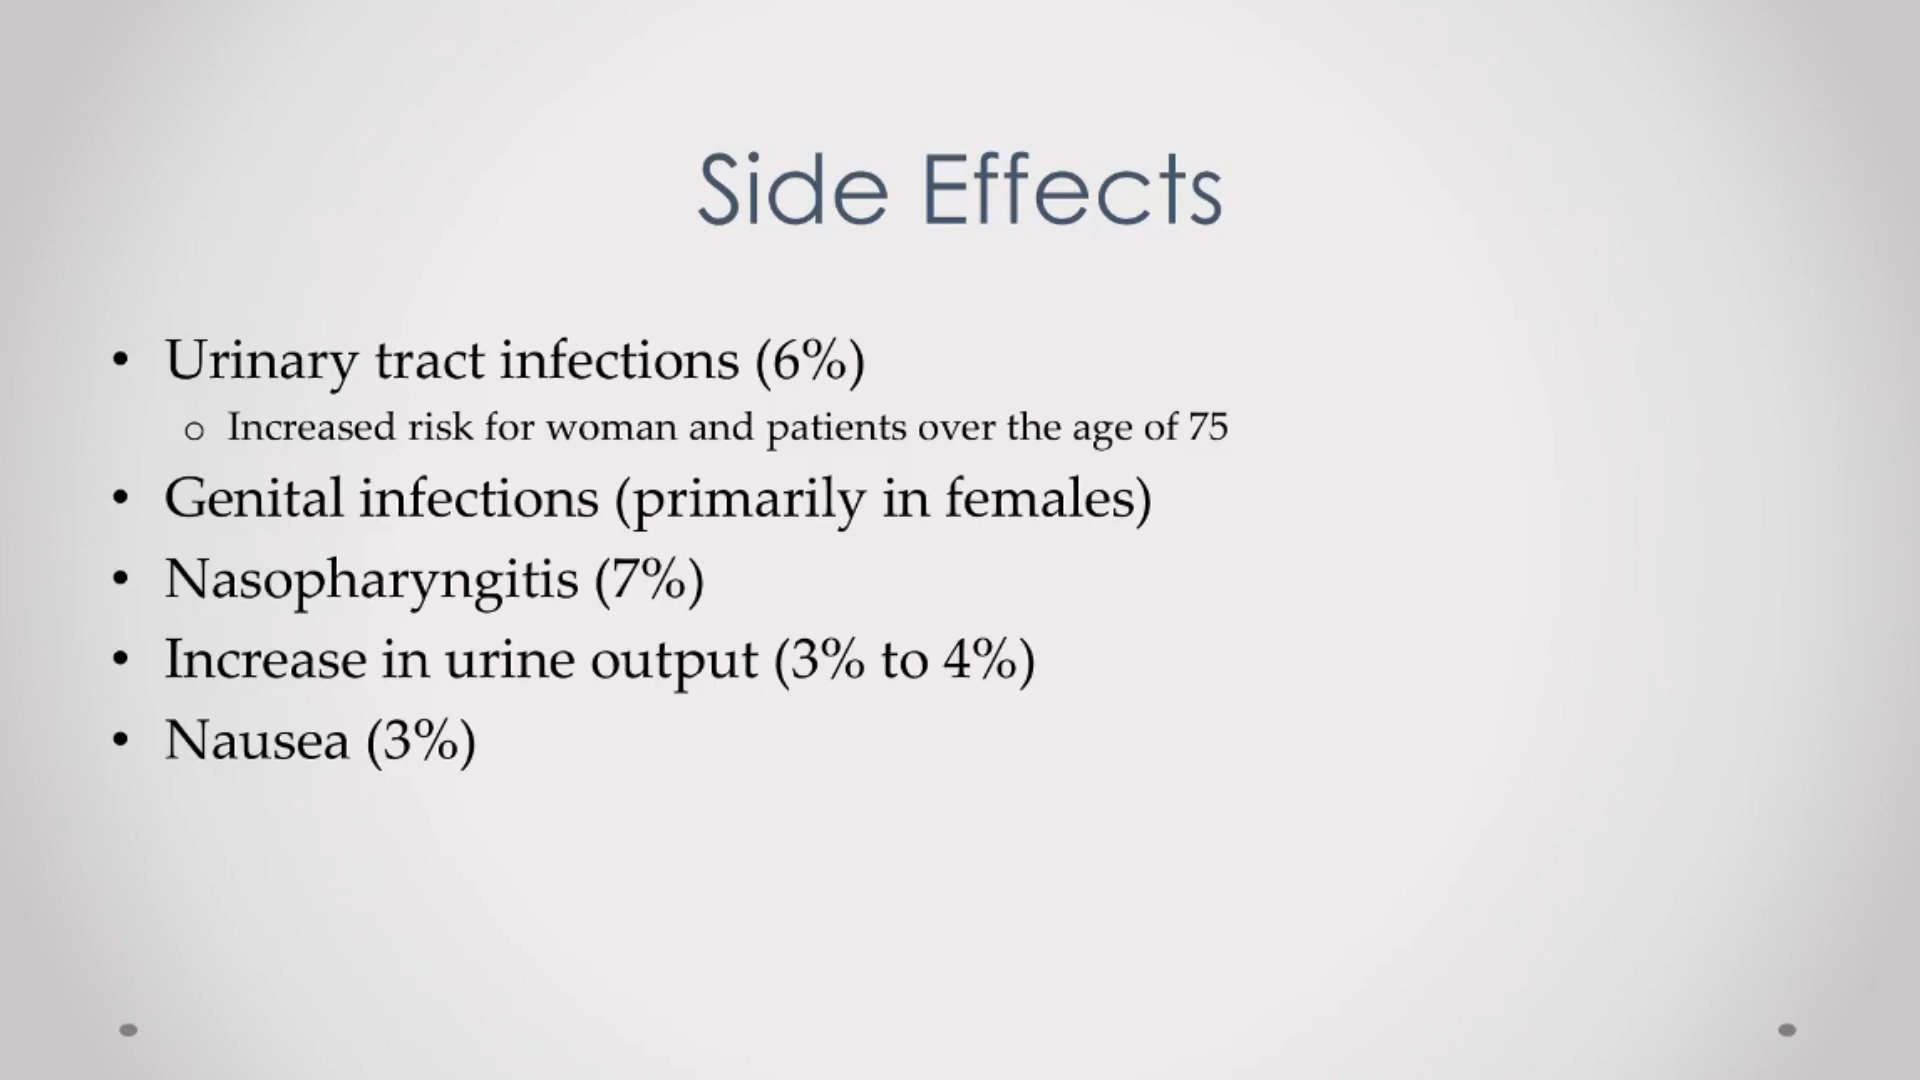 Side Effects
• Urinary tract infections (6%)
o Increased risk for woman and patients over the age of 75
• Genital infections (primarily in females)
• Nasopharyngitis (7%)
• Increase in urine output (3% to 4%)
• Nausea (3%)